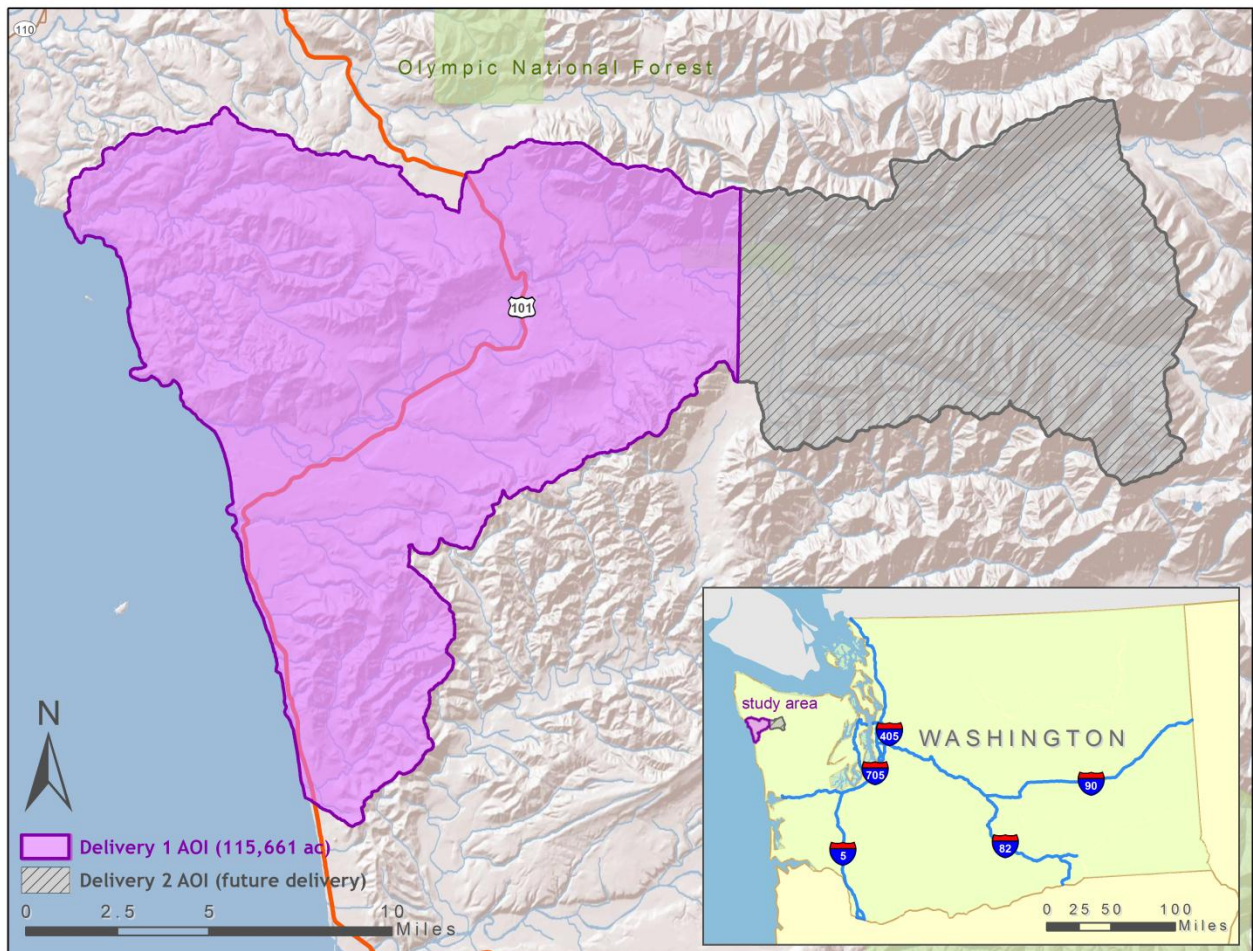 110
Olympic National Forest
101
N
Delivery 1 AOI (115,661 ac)
Delivery 2 AOI (future delivery)
0 2.5 5 10
Miles
study area
WASHINGTON
405
705
90
82
5
0 25 50 100
Miles